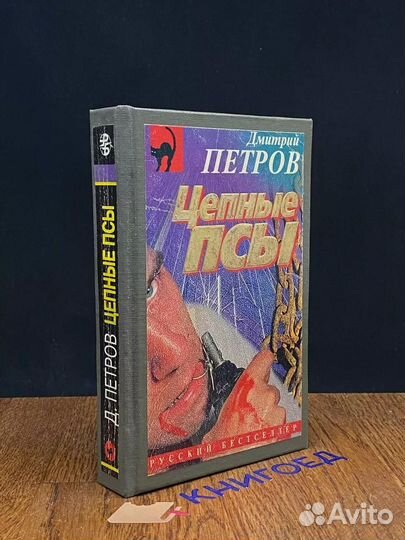 Дмитрий
ПЕТРОВ
Цепные
ПСЫ
РУССКИЙ БЕСТСЕЛЛЕР
Д. ПЕТРОВ ЦЕПНЫЕ ПСЫ
КНИГОЕД
Avito